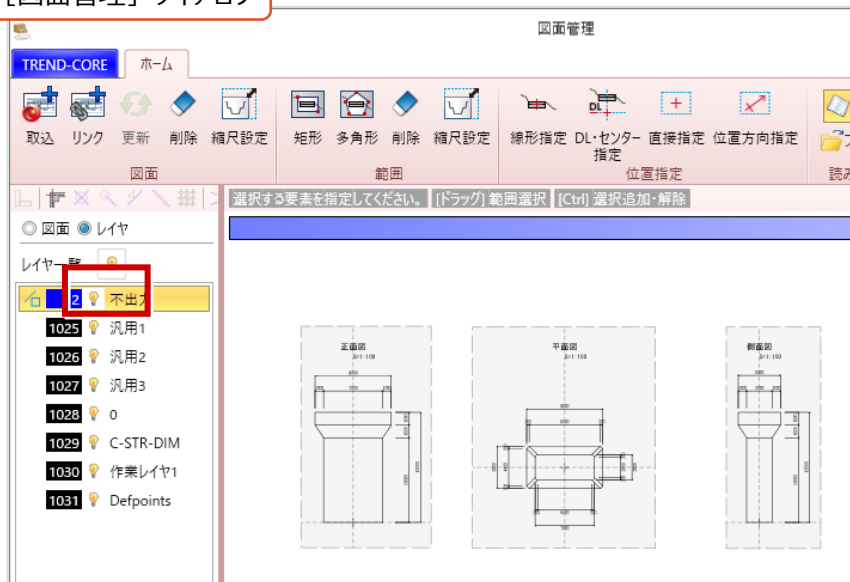 ［図面管理］ダイアログ
図面管理
TREND-CORE ホーム
取込 リンク 更新 削除 縮尺設定 矩形 多角形 削除 縮尺設定 線形指定 DL・センター指定 直接指定 位置方向指定
図面 範囲 位置指定 読み
選択する要素を指定してください。 [ドラッグ] 範囲選択 [Ctrl] 選択追加・解除
図面 レイヤ
レイヤ一覧
2 不出力
1025 汎用1
1026 汎用2
1027 汎用3
1028 0
1029 C-STR-DIM
1030 作業レイヤ1
1031 Defpoints
正面図
S=1:100
平面図
S=1:100
側面図
S=1:100